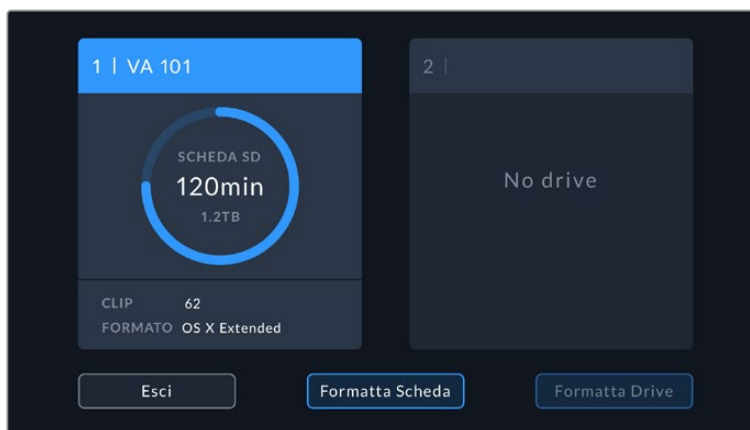 1 | VA 101
SCHEDA SD
120min
1.2TB
CLIP 62
FORMATO OS X Extended
2 |
No drive
Esci
Formatta Scheda
Formatta Drive